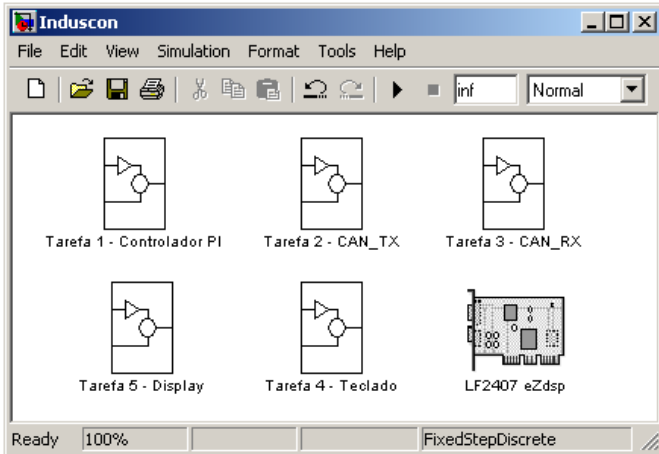 Induscon
File Edit View Simulation Format Tools Help
inf Normal
Tarefa 1 - Controlador PI Tarefa 2 - CAN_TX Tarefa 3 - CAN_RX
Tarefa 5 - Display Tarefa 4 - Teclado LF2407 eZdsp
Ready 100% FixedStepDiscrete